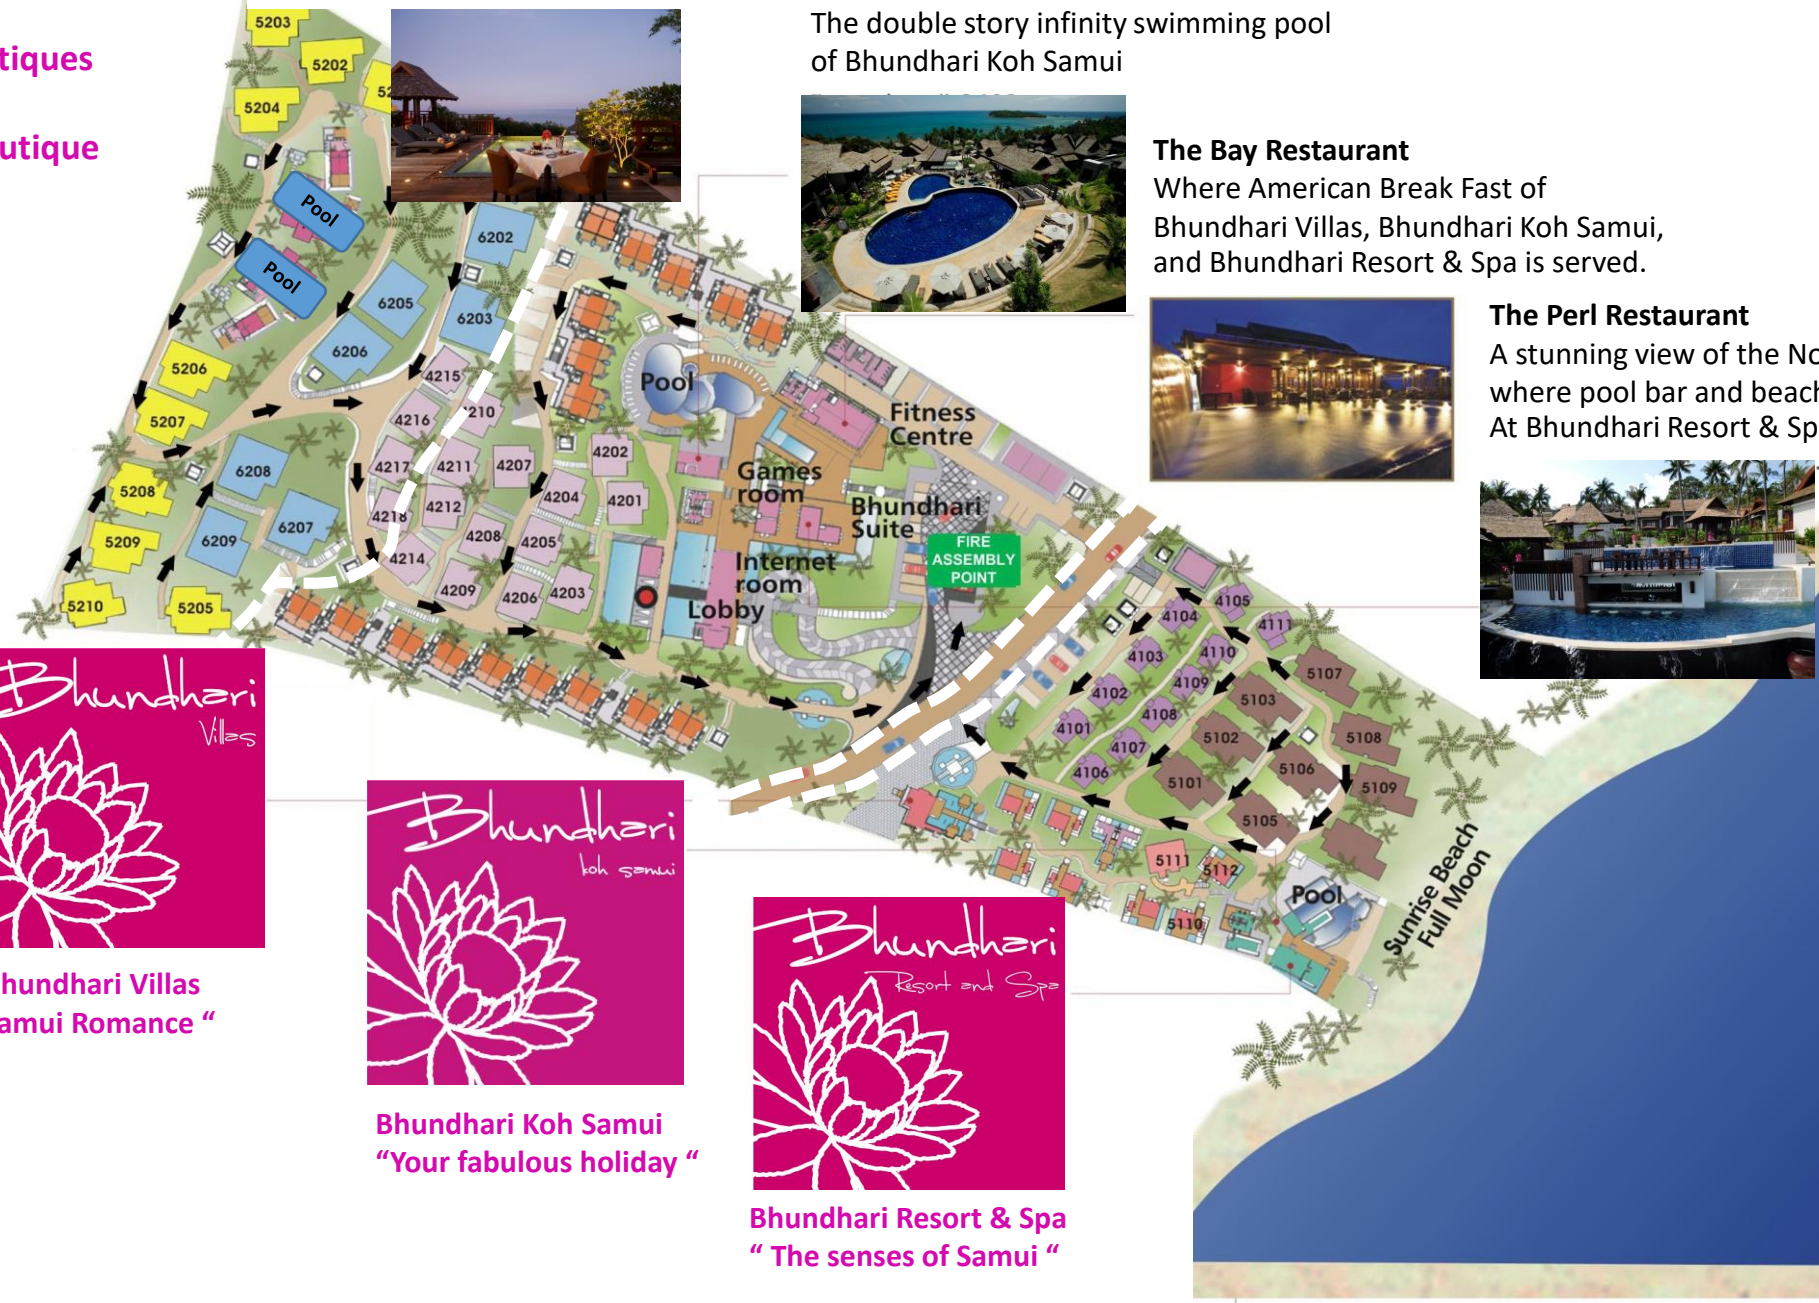 tiques
utique
The double story infinity swimming pool
of Bhundhari Koh Samui
The Bay Restaurant
Where American Break Fast of
Bhundhari Villas, Bhundhari Koh Samui,
and Bhundhari Resort & Spa is served.
The Perl Restaurant
A stunning view of the No
where pool bar and beach
At Bhundhari Resort & Sp
5203
5202
52
5204
Pool
Pool
6202
6205
6203
6206
5206
5207
4215
4216
4210
4217
4211
4207
4202
6208
5208
4218
4212
4204
4201
6207
6209
5209
4208
4205
4214
4209
4206
4203
5210
5205
Pool
Fitness
Centre
Games
room
Bhundhari
Suite
FIRE
ASSEMBLY
POINT
Internet
room
Lobby
4105
4104
4111
4103
4110
4102
4109
5107
4101
4108
5103
4107
5102
5108
4106
5101
5106
5109
5105
5111
5112
5110
Pool
Sunrise Beach
Full Moon
Bhundhari
Villas
hundhari Villas
amui Romance “
Bhundhari
koh samui
Bhundhari Koh Samui
“Your fabulous holiday “
Bhundhari
Resort and Spa
Bhundhari Resort & Spa
“ The senses of Samui “